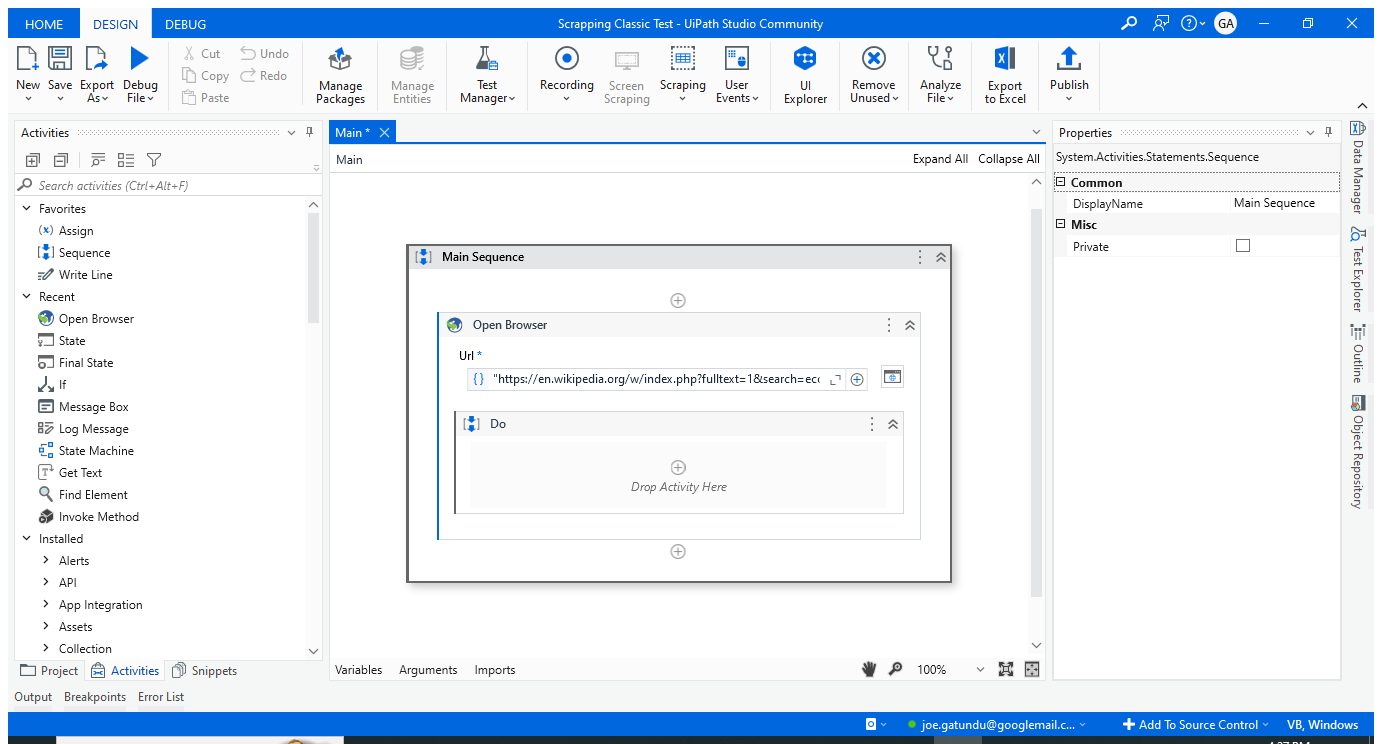 HOME DESIGN DEBUG Scrapping Classic Test - UiPath Studio Community GA
New Save Export As Debug File
Cut Copy Paste Undo Redo
Manage Packages
Manage Entities
Test Manager
Recording
Screen Scraping
Scraping
User Events
UI Explorer
Remove Unused
Analyze File
Export to Excel
Publish
Activities
Search activities (Ctrl+Alt+F)
Favorites
(x) Assign
Sequence
Write Line
Recent
Open Browser
State
Final State
If
Message Box
Log Message
State Machine
Get Text
Find Element
Invoke Method
Installed
Alerts
API
App Integration
Assets
Collection
Project Activities Snippets
Output Breakpoints Error List
Main *
Main Expand All Collapse All
Main Sequence
Open Browser
Url *
{} "https://en.wikipedia.org/w/index.php?fulltext=1&search=ecc
Do
Drop Activity Here
Variables Arguments Imports 100%
Properties
System.Activities.Statements.Sequence
Common
DisplayName Main Sequence
Misc
Private
Data Manager
Test Explorer
Outline
Object Repository
joe.gatundu@googlemail.c... Add To Source Control VB, Windows